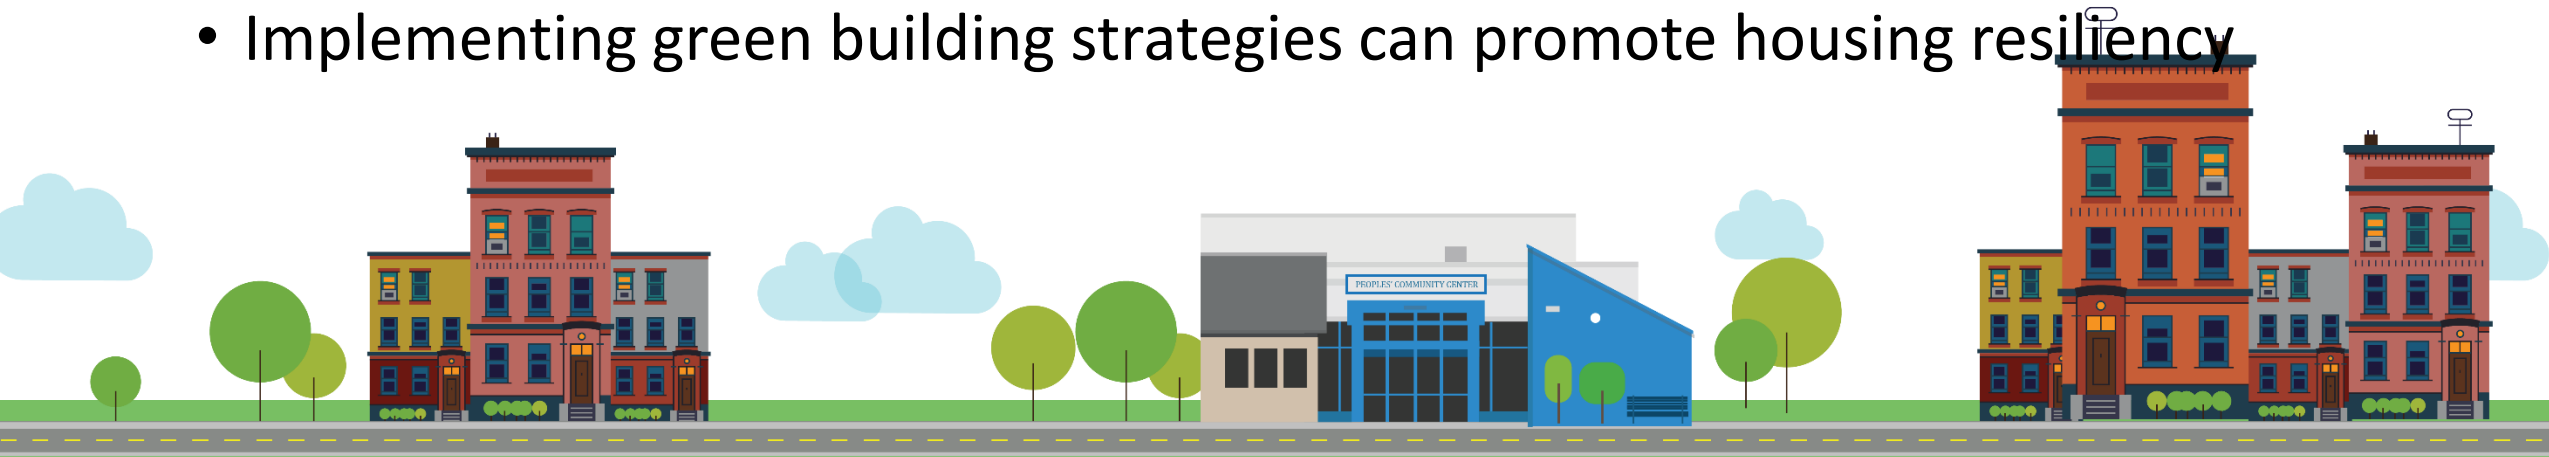 • Implementing green building strategies can promote housing resiliency
PEOPLES' COMMUNITY CENTER